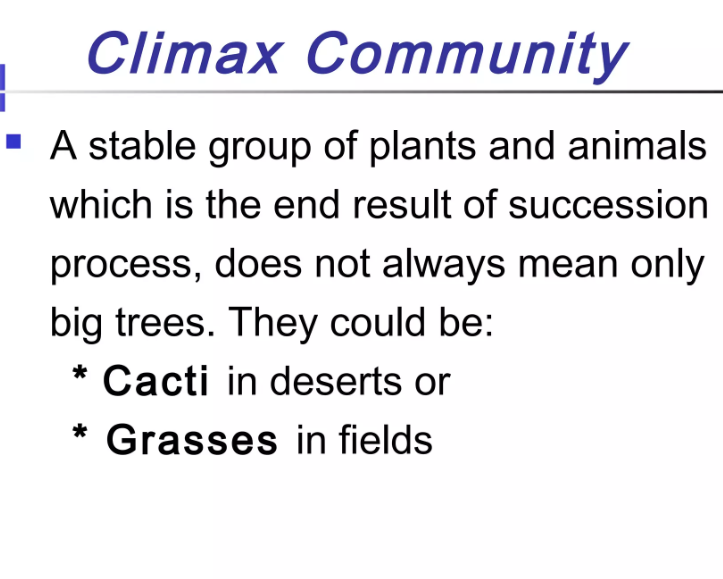 Climax Community
A stable group of plants and animals
which is the end result of succession
process, does not always mean only
big trees. They could be:
* Cacti in deserts or
* Grasses in fields